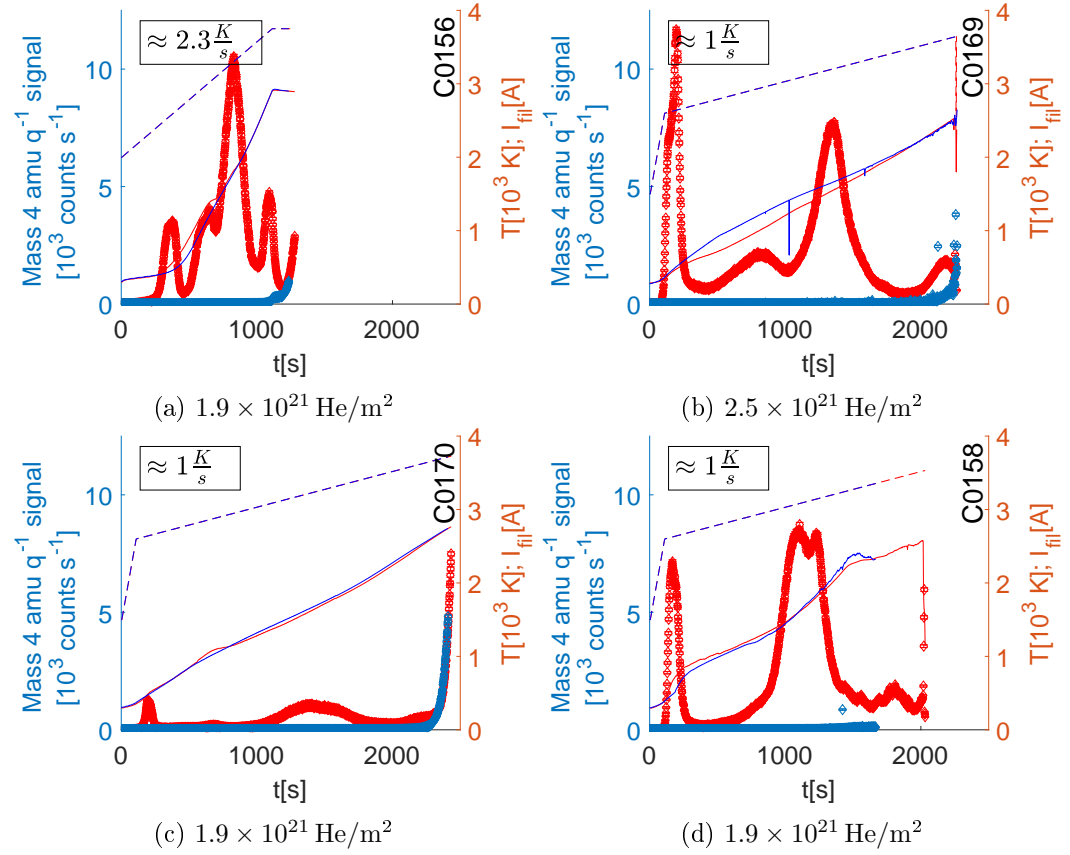 ≈ 2.3 K/s
C0156
Mass 4 amu q⁻¹ signal
[10³ counts s⁻¹]
10
5
0
4
3
2
1
0
T[10³ K]; I_fil[A]
0 1000 2000
t[s]
(a) 1.9 × 10²¹ He/m²
≈ 1 K/s
C0169
Mass 4 amu q⁻¹ signal
[10³ counts s⁻¹]
10
5
0
4
3
2
1
0
T[10³ K]; I_fil[A]
0 1000 2000
t[s]
(b) 2.5 × 10²¹ He/m²
≈ 1 K/s
C0170
Mass 4 amu q⁻¹ signal
[10³ counts s⁻¹]
10
5
0
4
3
2
1
0
T[10³ K]; I_fil[A]
0 1000 2000
t[s]
(c) 1.9 × 10²¹ He/m²
≈ 1 K/s
C0158
Mass 4 amu q⁻¹ signal
[10³ counts s⁻¹]
10
5
0
4
3
2
1
0
T[10³ K]; I_fil[A]
0 1000 2000
t[s]
(d) 1.9 × 10²¹ He/m²